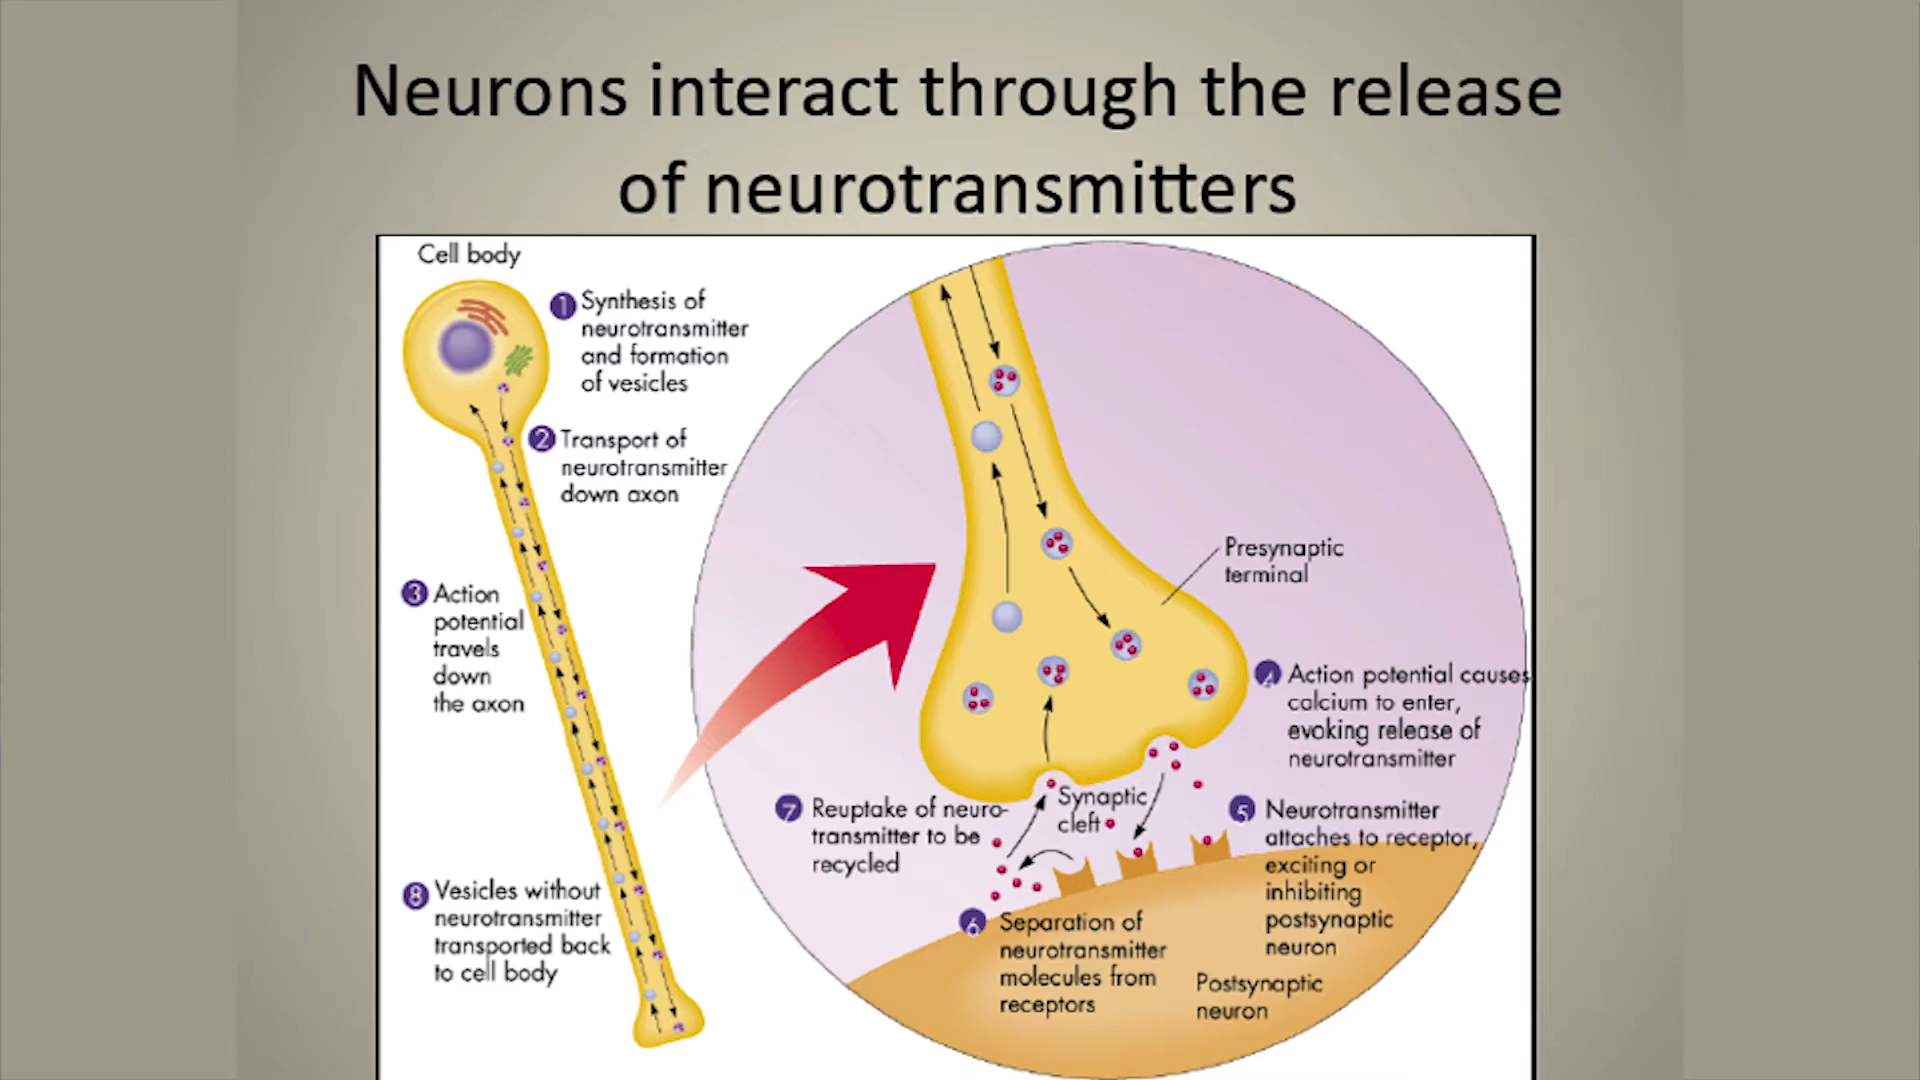 Neurons interact through the release
of neurotransmitters
Cell body
1 Synthesis of
neurotransmitter
and formation
of vesicles
2 Transport of
neurotransmitter
down axon
3 Action
potential
travels
down
the axon
Presynaptic
terminal
4 Action potential causes
calcium to enter,
evoking release of
neurotransmitter
Synaptic
cleft
5 Neurotransmitter
attaches to receptor,
exciting or
inhibiting
postsynaptic
neuron
6 Separation of
neurotransmitter
molecules from
receptors
7 Reuptake of neuro-
transmitter to be
recycled
8 Vesicles without
neurotransmitter
transported back
to cell body
Postsynaptic
neuron